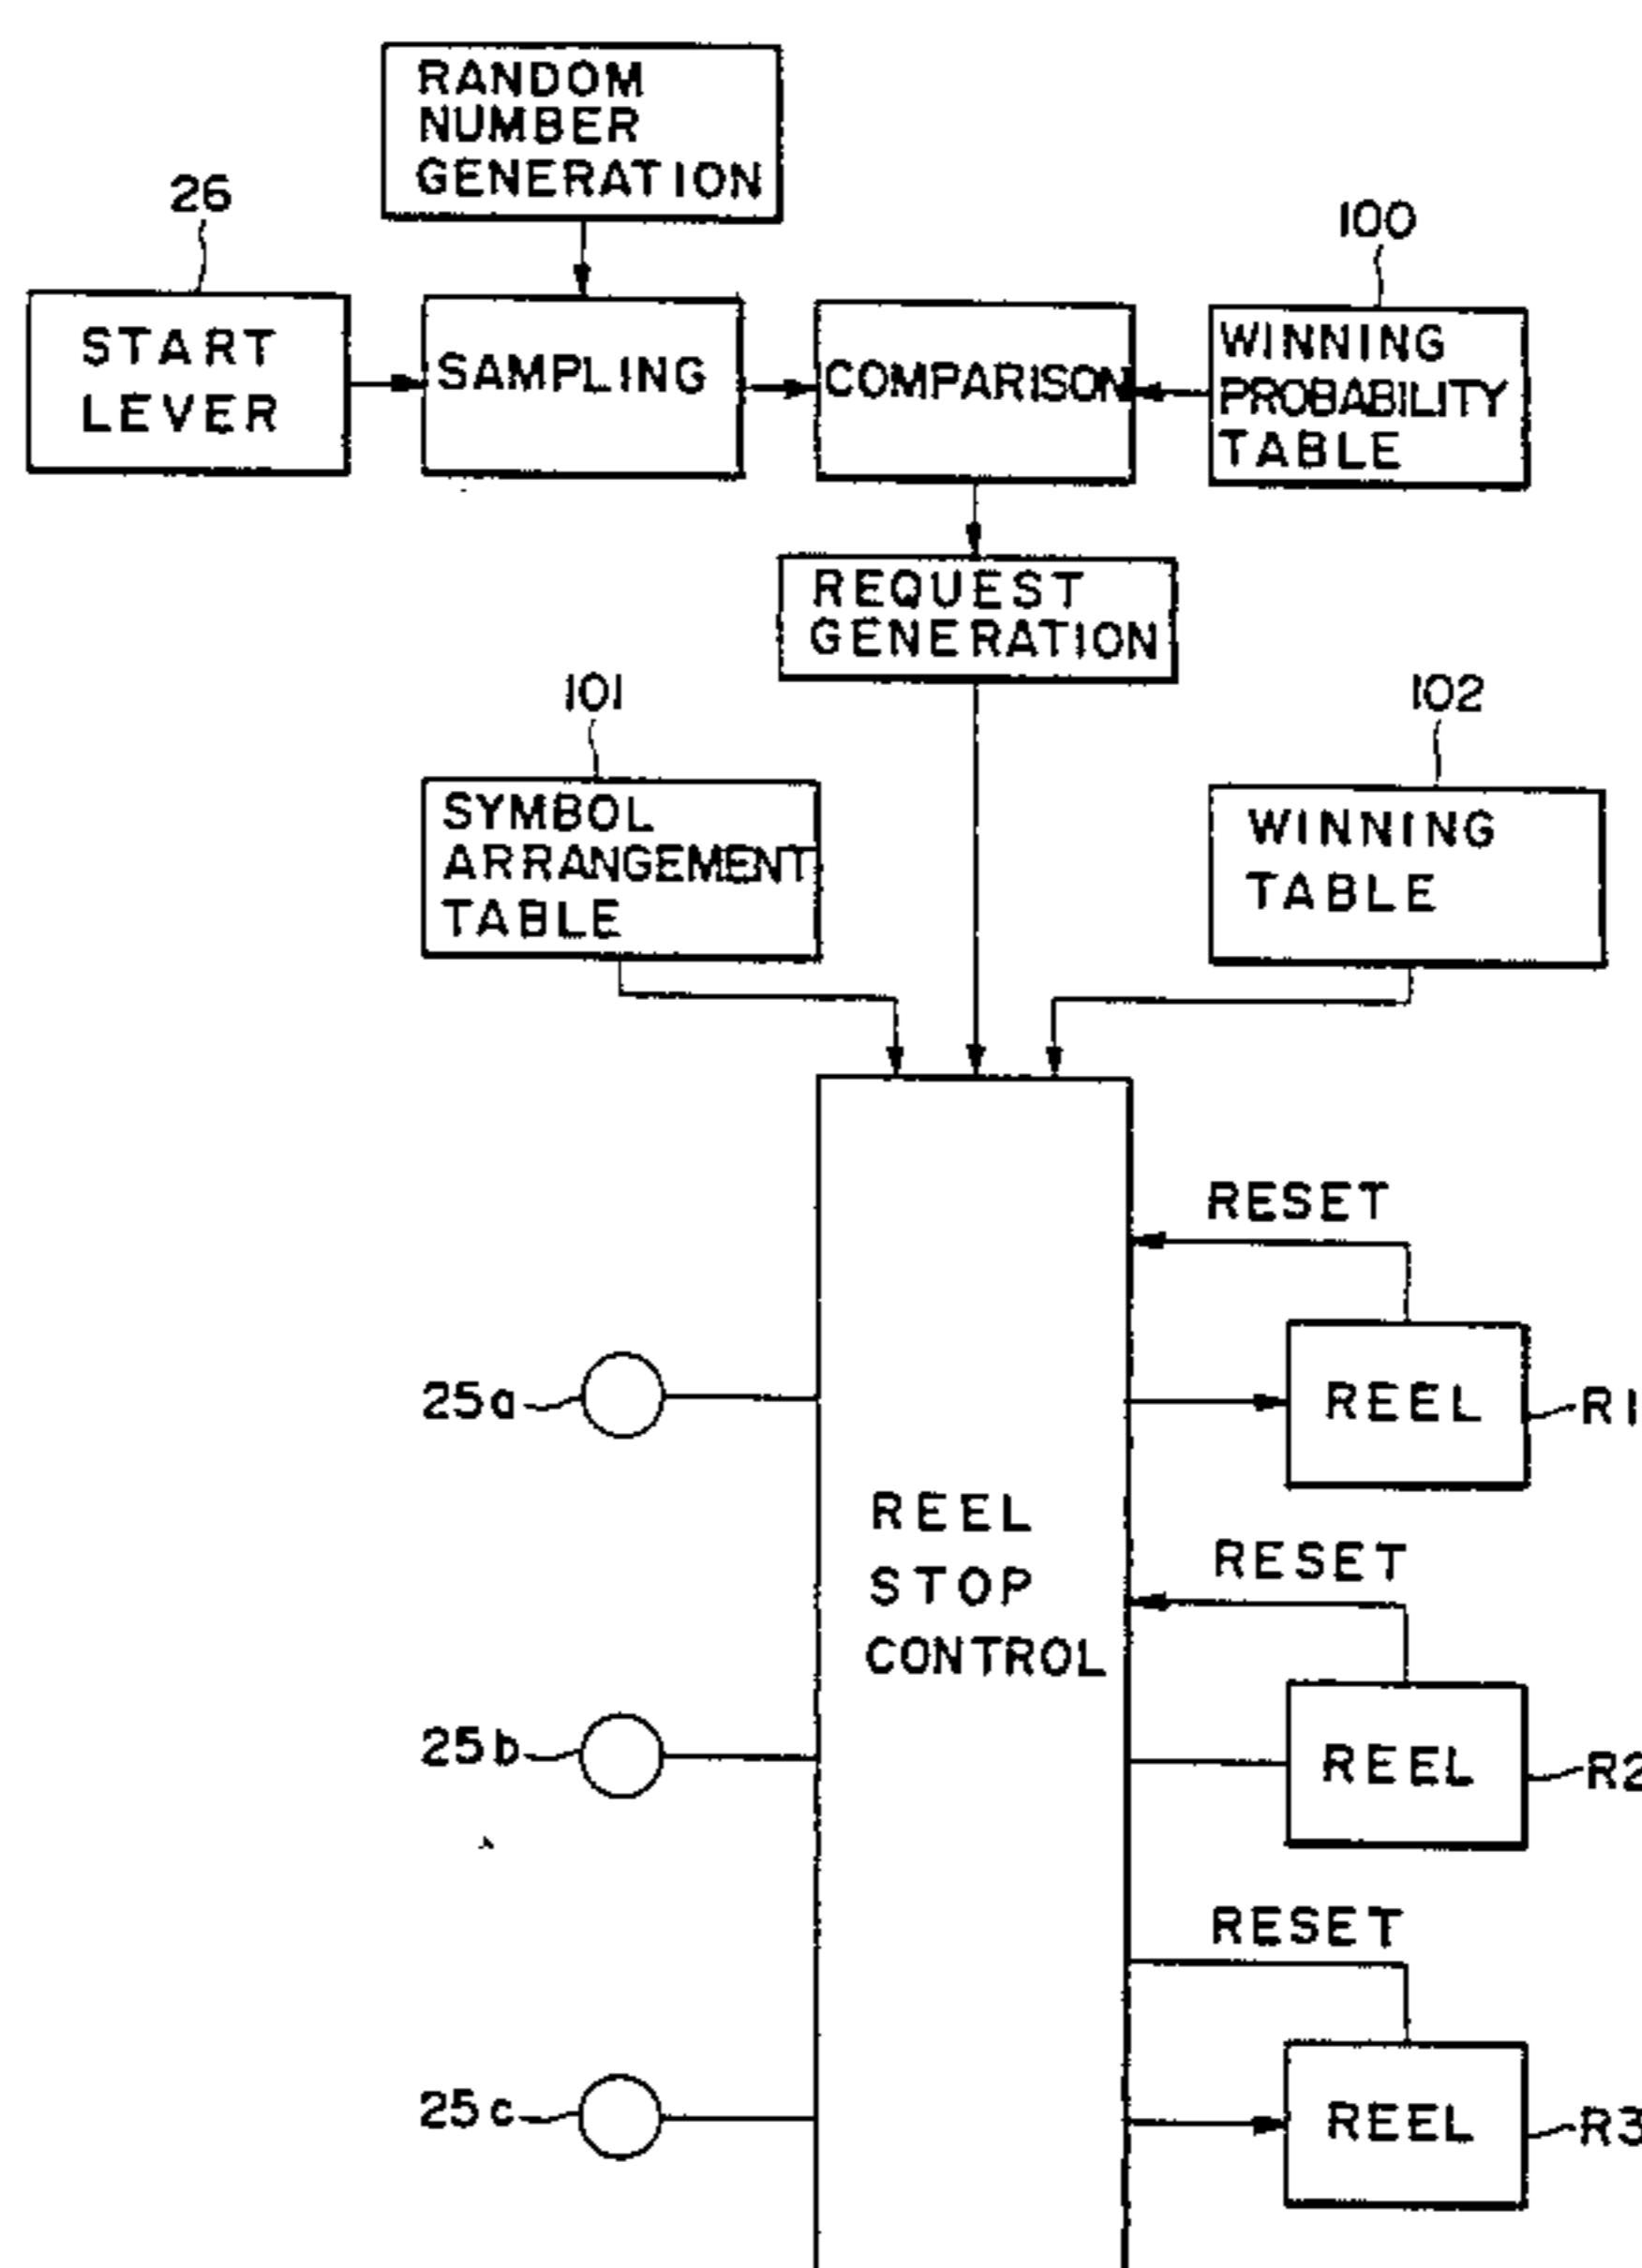 RANDOM
NUMBER
GENERATION
26
100
START
LEVER
SAMPLING
COMPARISON
WINNING
PROBABILITY
TABLE
REQUEST
GENERATION
101
102
SYMBOL
ARRANGEMENT
TABLE
WINNING
TABLE
RESET
25a
REEL
R1
REEL
STOP
CONTROL
RESET
25b
REEL
R2
RESET
25c
REEL
R3